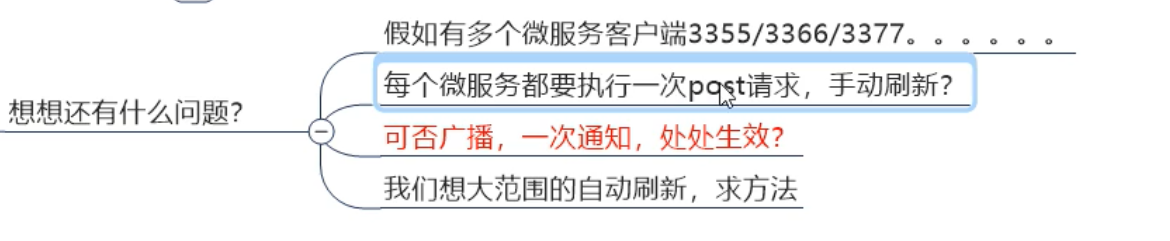 假如有多个微服务客户端3355/3366/3377。。。。。。
每个微服务都要执行一次post请求，手动刷新？
想想还有什么问题？
可否广播，一次通知，处处生效？
我们想大范围的自动刷新，求方法